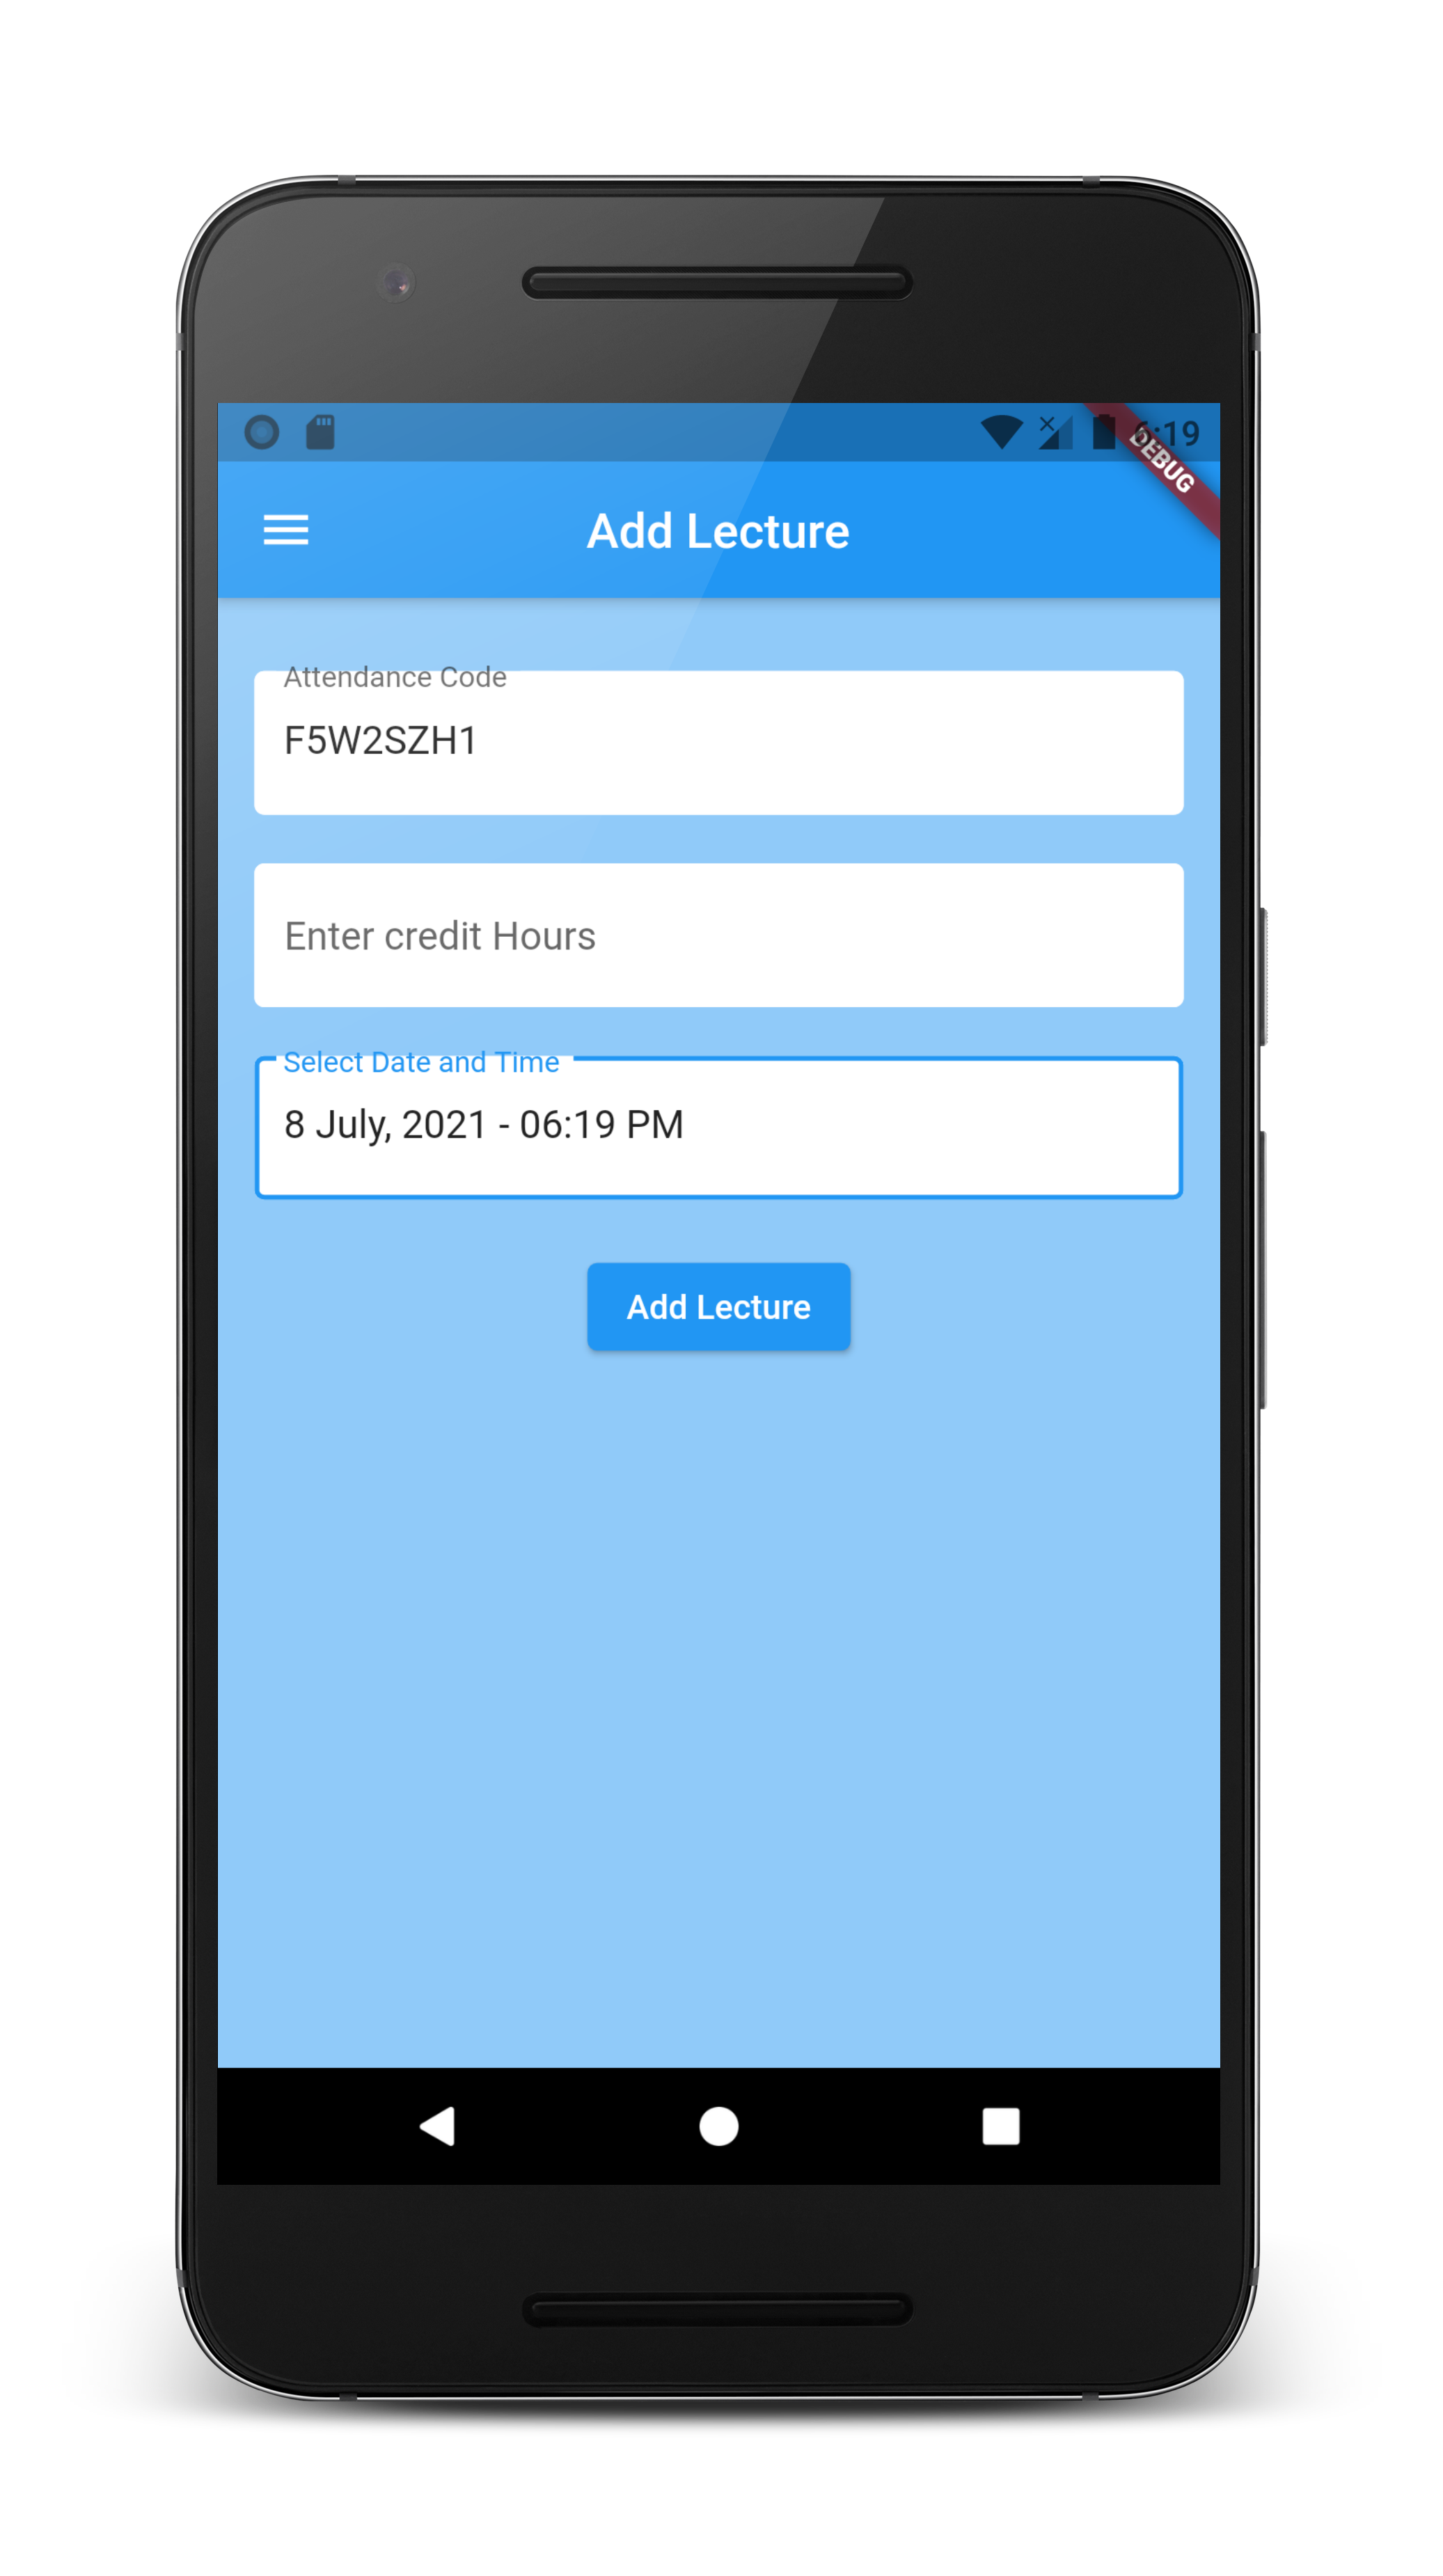 6:19
DEBUG
Add Lecture
Attendance Code
F5W2SZH1
Enter credit Hours
Select Date and Time
8 July, 2021 - 06:19 PM
Add Lecture